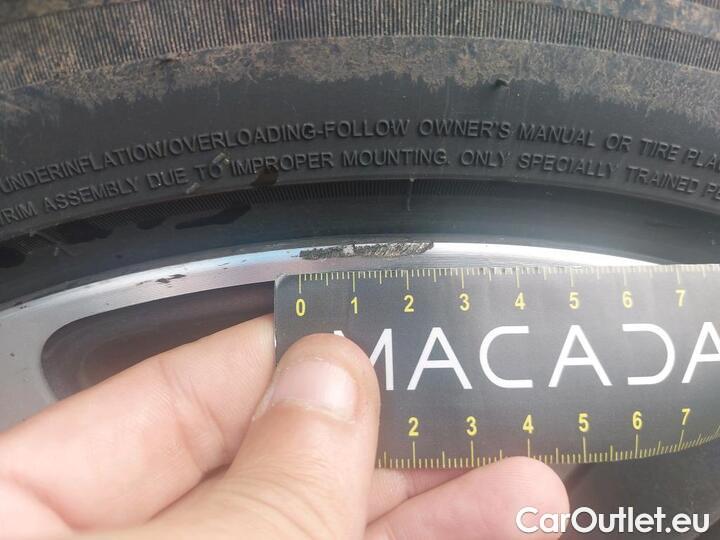 UNDERINFLATION/OVERLOADING-FOLLOW OWNER'S MANUAL OR TIRE
RIM ASSEMBLY DUE TO IMPROPER MOUNTING. ONLY SPECIALLY TRAINED
0 1 2 3 4 5 6 7
MACADA
2 3 4 5 6 7
CarOutlet.eu